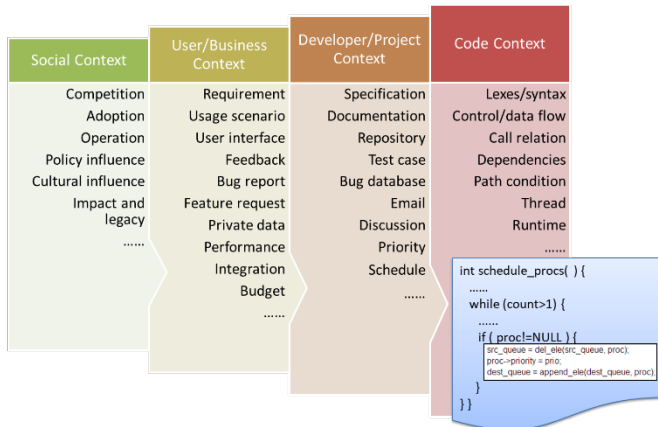 Social Context
Competition
Adoption
Operation
Policy influence
Cultural influence
Impact and
legacy
......
User/Business
Context
Requirement
Usage scenario
User interface
Feedback
Bug report
Feature request
Private data
Performance
Integration
Budget
......
Developer/Project
Context
Specification
Documentation
Repository
Test case
Bug database
Email
Discussion
Priority
Schedule
......
Code Context
Lexes/syntax
Control/data flow
Call relation
Dependencies
Path condition
Thread
Runtime
......
int schedule_procs( ) {
......
while (count>1) {
......
if ( proc!=NULL ) {
src_queue = del_ele(src_queue, proc);
proc->priority = prio;
dest_queue = append_ele(dest_queue, proc);
}
} }